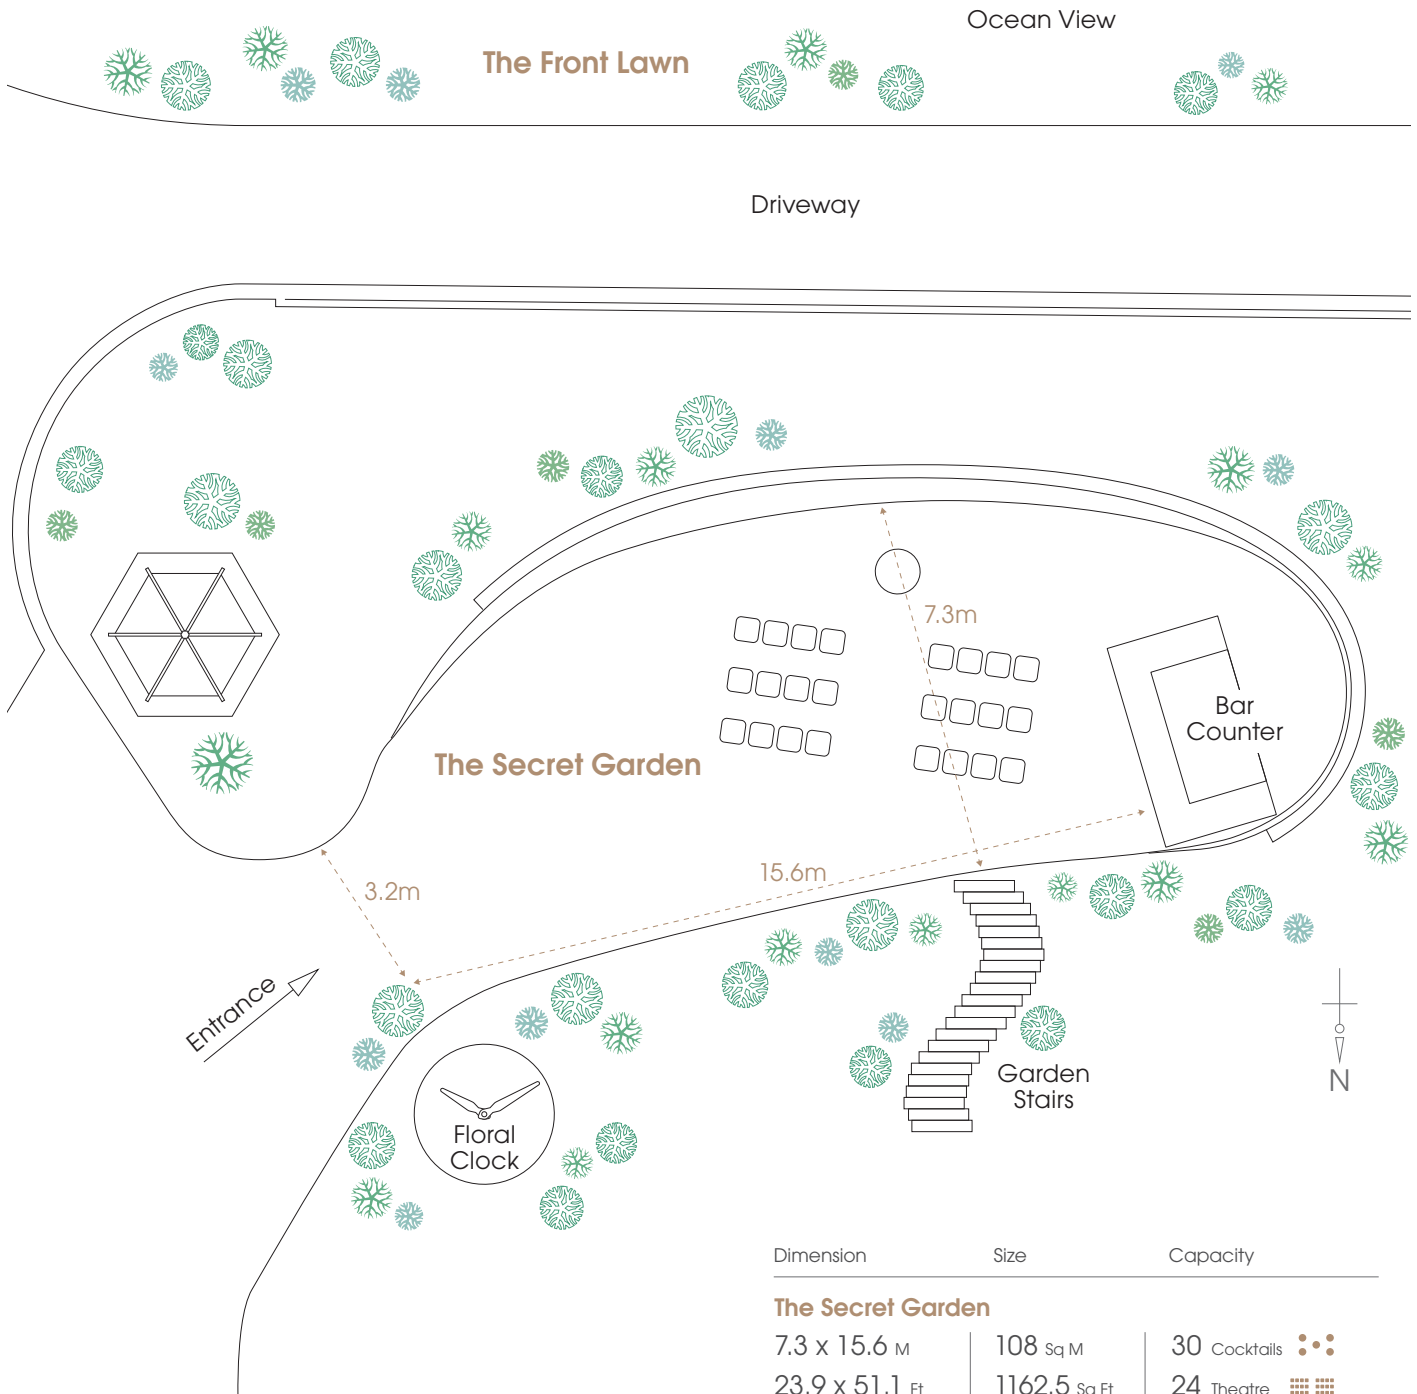 Ocean View
The Front Lawn
Driveway
7.3m
Bar
Counter
The Secret Garden
15.6m
3.2m
Entrance
Garden
Stairs
N
Floral
Clock
Dimension Size Capacity
The Secret Garden
7.3 x 15.6 M 108 Sq M 30 Cocktails
23.9 x 51.1 Ft 1162.5 Sq Ft 24 Theatre